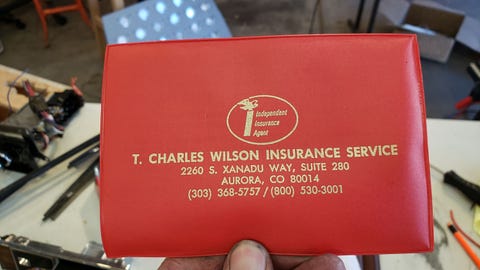 Independent
Insurance
Agent
T. CHARLES WILSON INSURANCE SERVICE
2260 S. XANADU WAY, SUITE 280
AURORA, CO 80014
(303) 368-5757 / (800) 530-3001